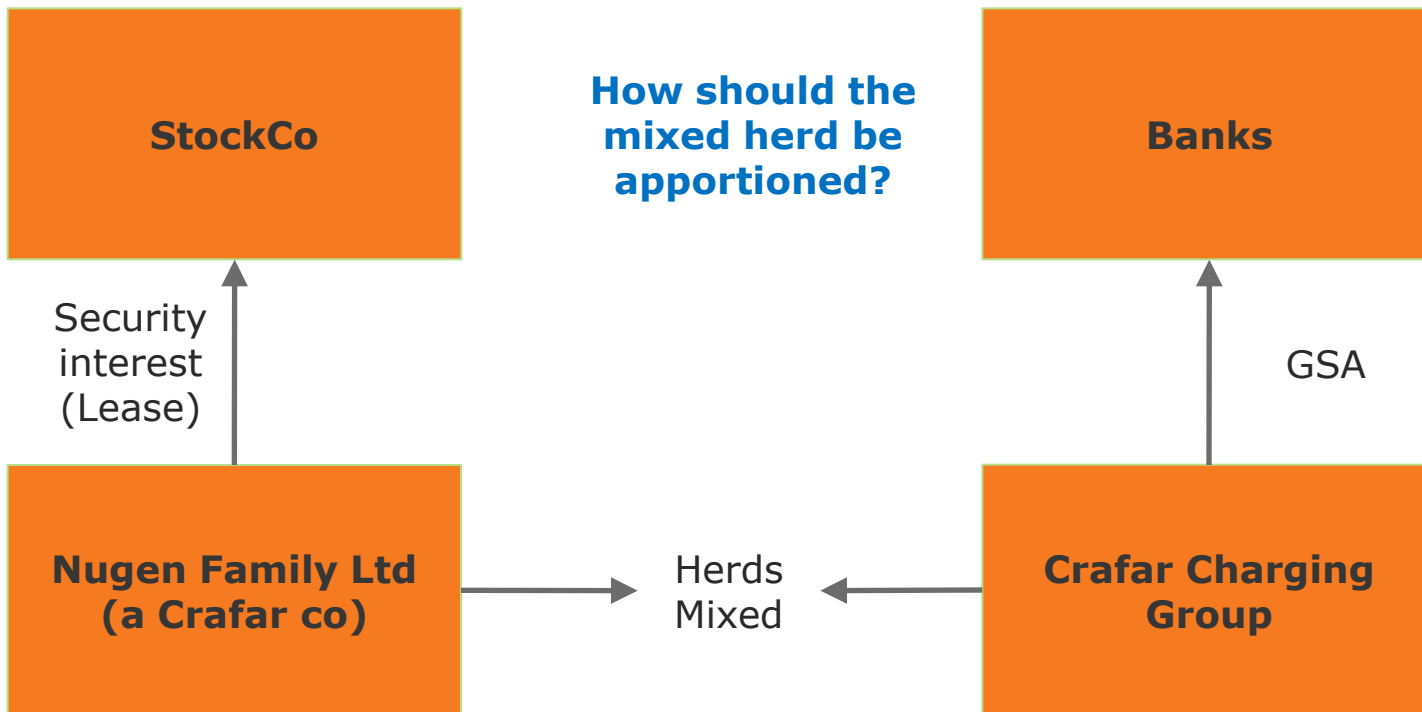 StockCo
How should the
mixed herd be
apportioned?
Banks
Security
interest
(Lease)
GSA
Nugen Family Ltd
(a Crafar co)
Herds
Mixed
Crafar Charging
Group